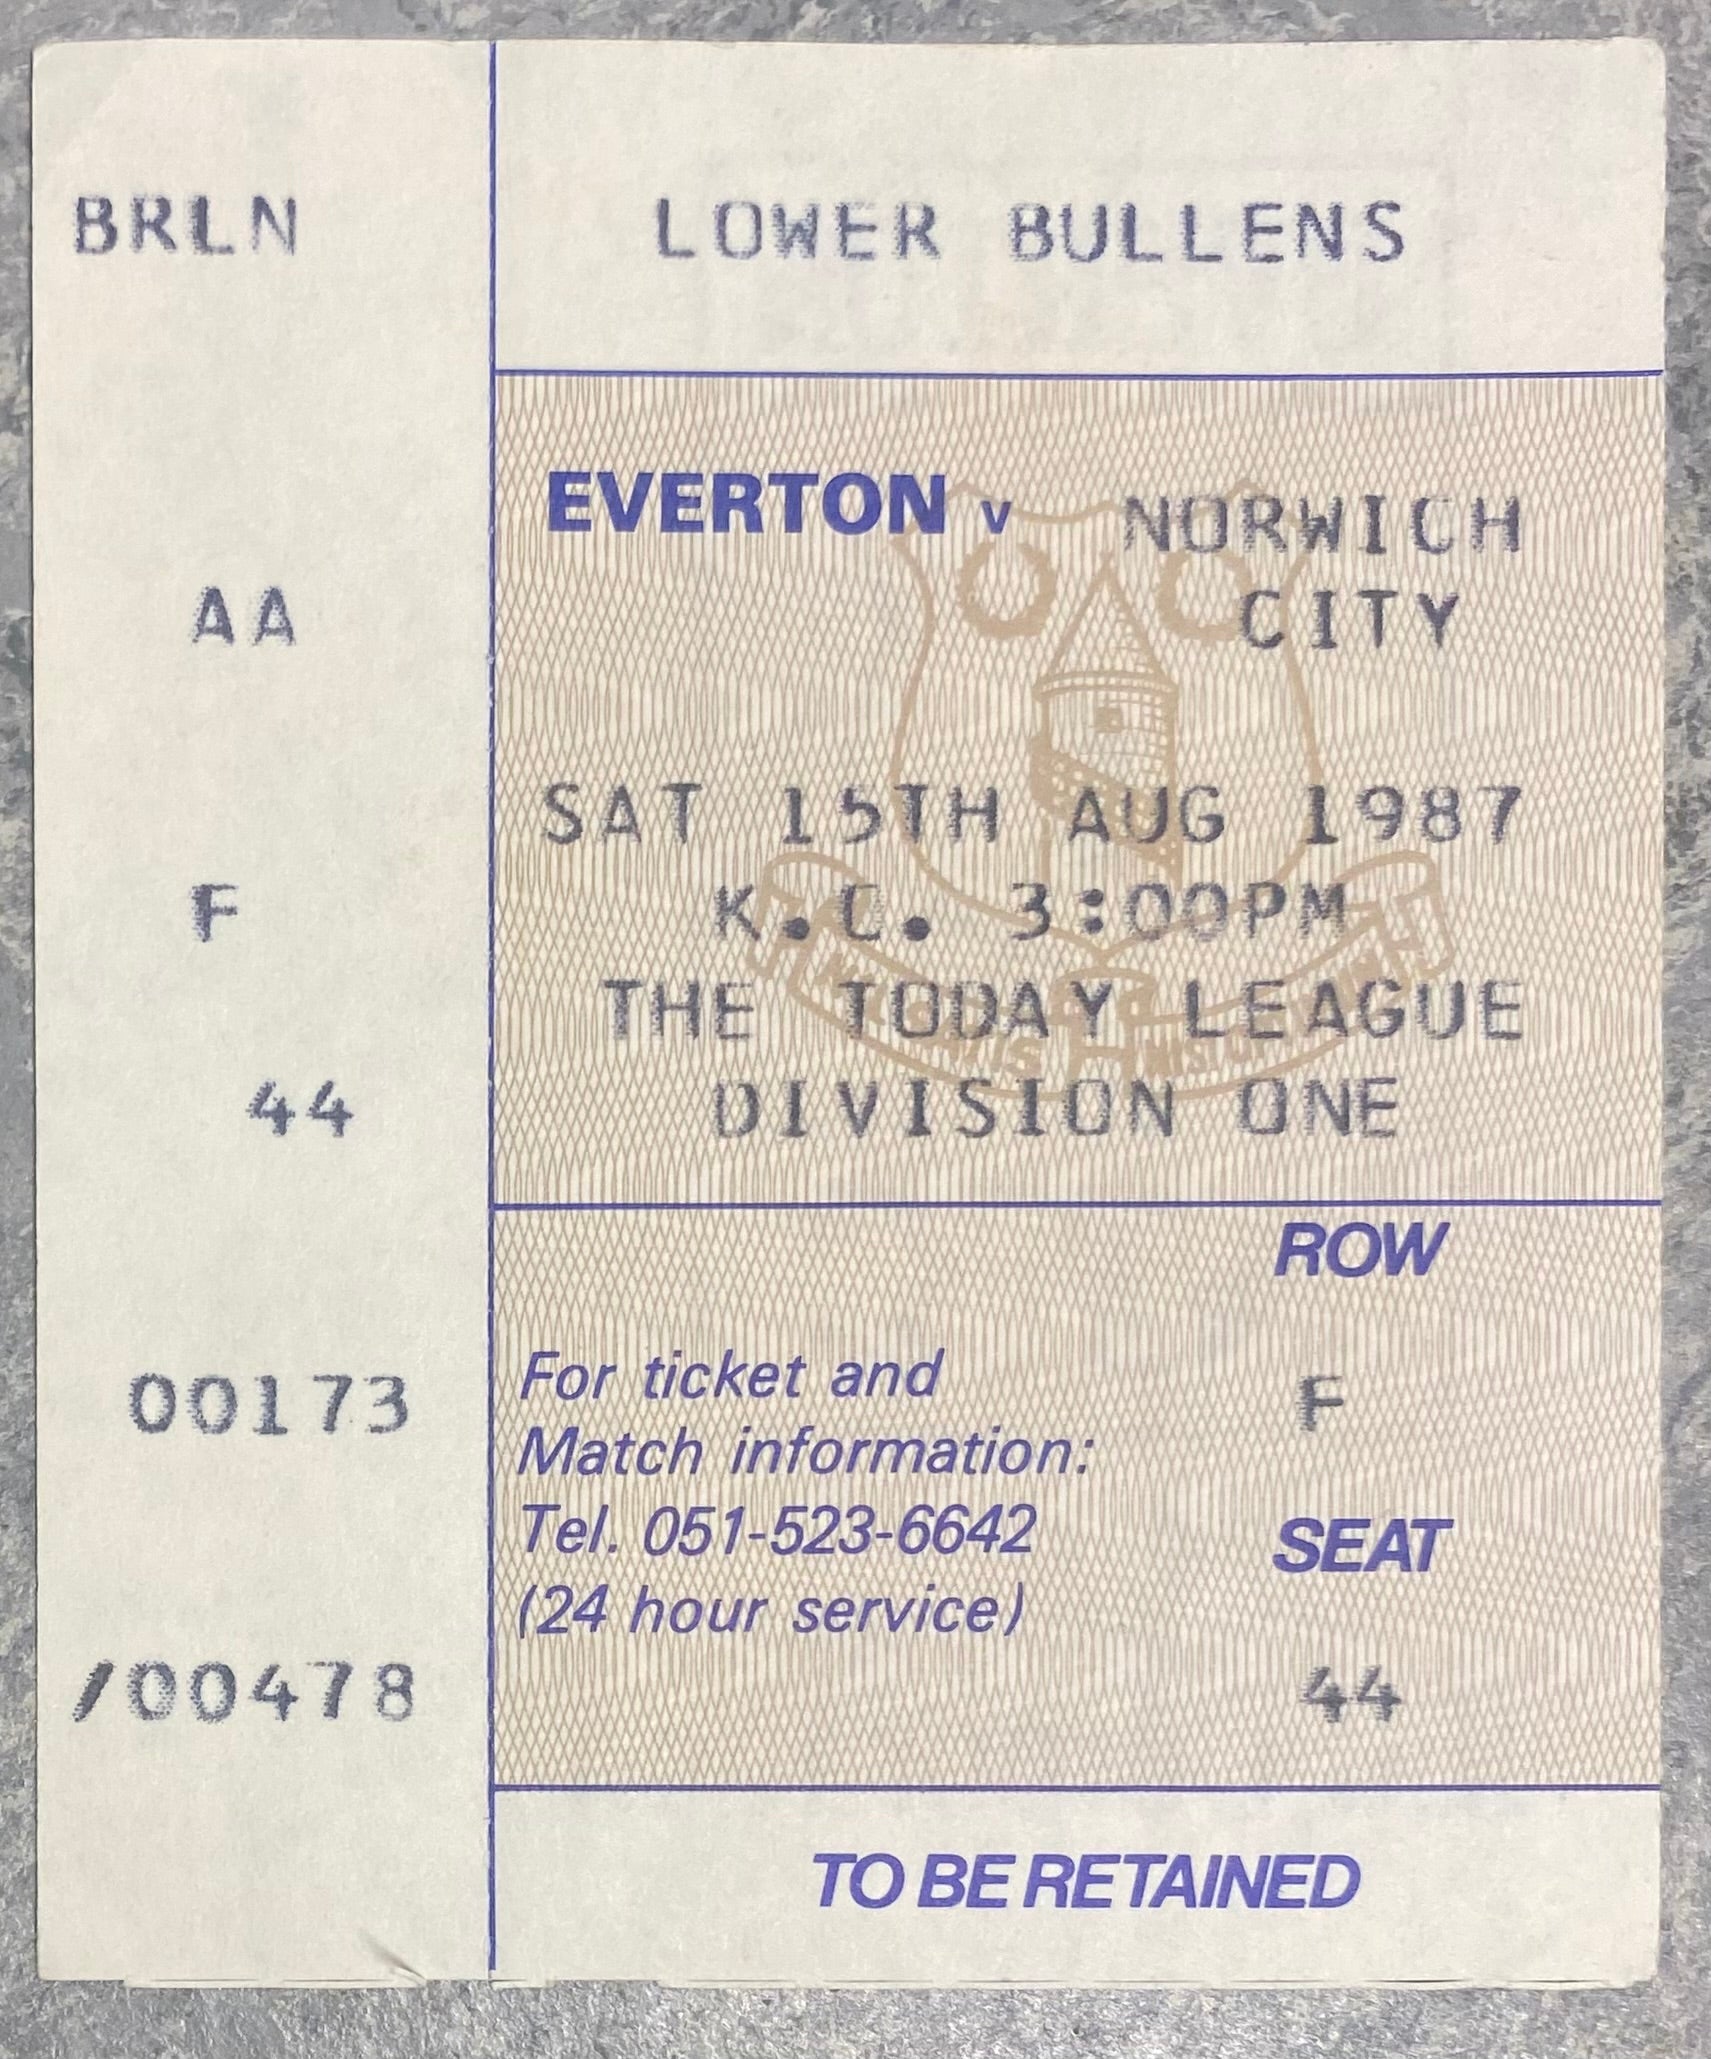 BRLN
AA
F
44
00173
/00478
LOWER BULLENS
EVERTON v NORWICH
CITY
SAT 15TH AUG 1987
K.C. 3:00PM
THE TODAY LEAGUE
DIVISION ONE
ROW
F
SEAT
44
For ticket and
Match information:
Tel. 051-523-6642
(24 hour service)
TO BE RETAINED